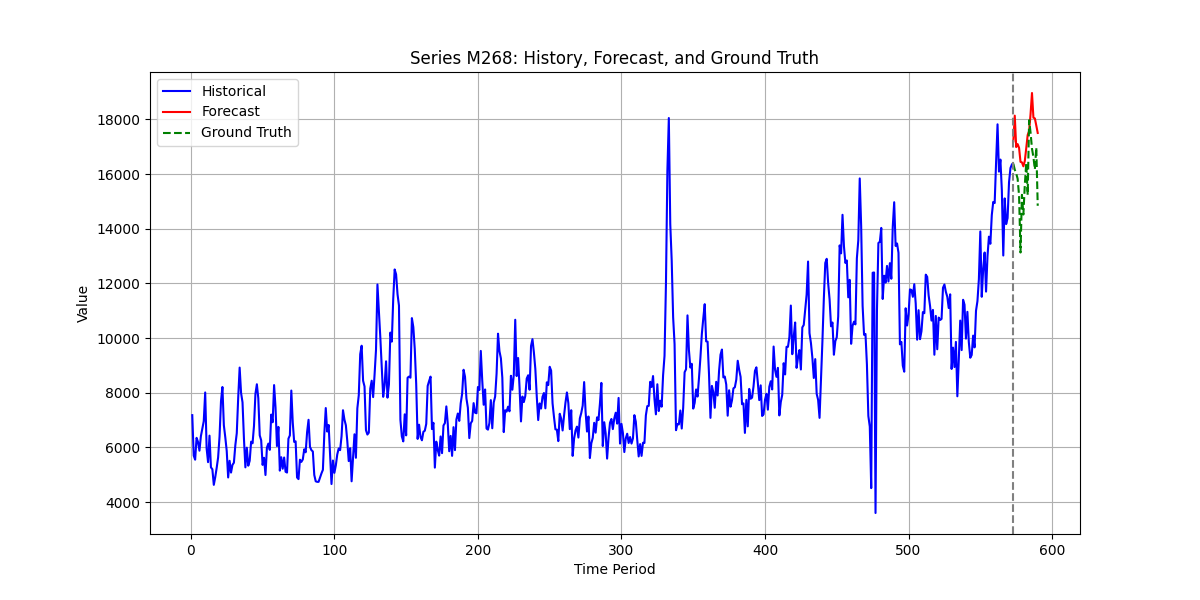 Series M268: History, Forecast, and Ground Truth
Historical
Forecast
Ground Truth
18000
16000
14000
12000
10000
8000
6000
4000
Value
0 100 200 300 400 500 600
Time Period